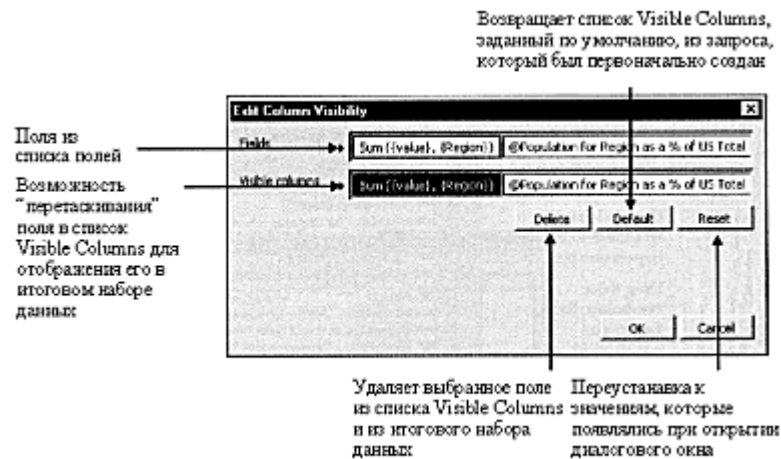 Возвращает список Visible Columns,
заданный по умолчанию, из запроса,
который был первоначально создан
Edit Column Visibility
Поля из
списка полей
Fields
Sum ({value}, {Region})
@Population for Region as a % of US Total
Возможность
"перетаскивания"
поля в список
Visible Columns для
отображения его в
итоговом наборе
данных
Visible columns
Sum ({value}, {Region})
@Population for Region as a % of US Total
Delete
Default
Reset
OK
Cancel
Удаляет выбранное поле
из списка Visible Columns
и из итогового набора
данных
Переустанавка к
значениям, которые
появлялись при открытии
диалогового окна